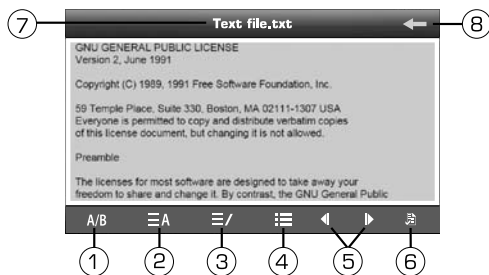 7 Text file.txt 8
GNU GENERAL PUBLIC LICENSE
Version 2, June 1991
Copyright (C) 1989, 1991 Free Software Foundation, Inc.
59 Temple Place, Suite 330, Boston, MA 02111-1307 USA
Everyone is permitted to copy and distribute verbatim copies
of this license document, but changing it is not allowed.
Preamble
The licenses for most software are designed to take away your
freedom to share and change it. By contrast, the GNU General Public
A/B A
1 2 3 4 5 6